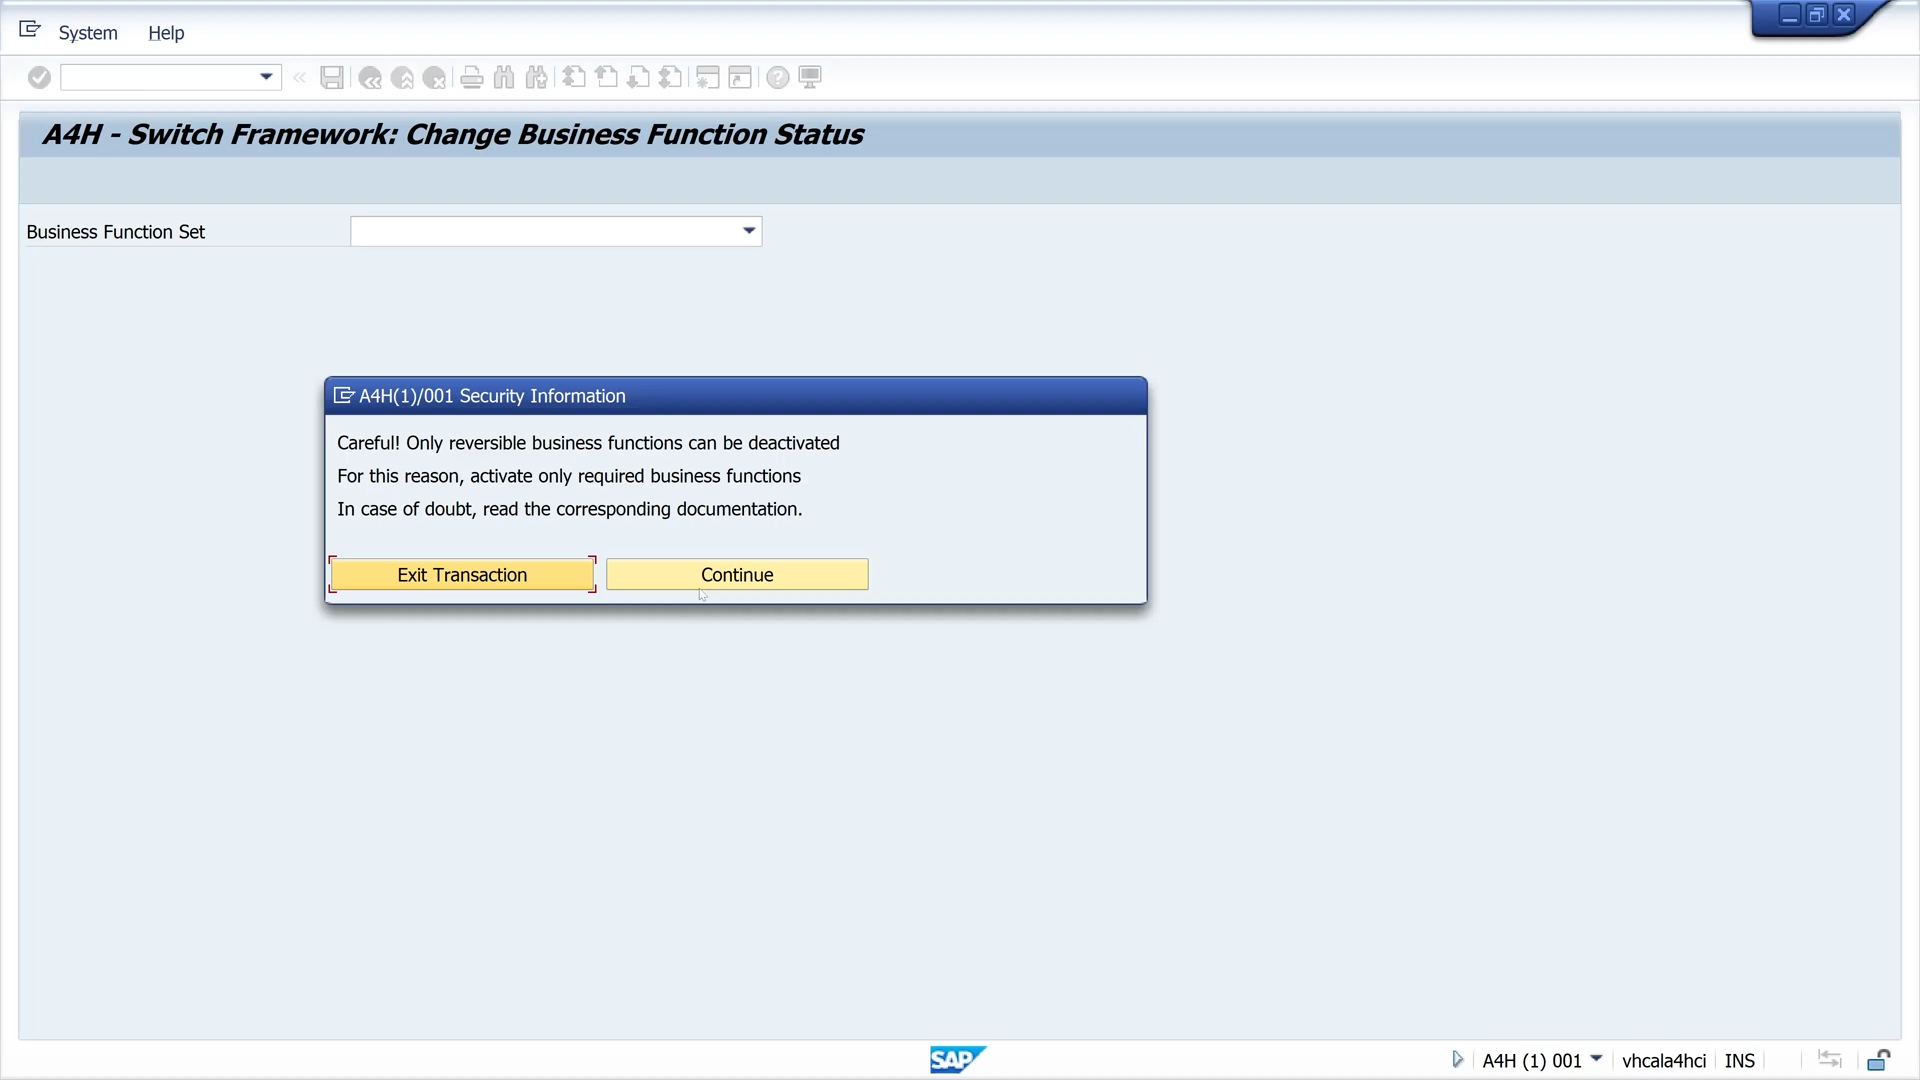 System Help
A4H - Switch Framework: Change Business Function Status
Business Function Set
A4H(1)/001 Security Information
Careful! Only reversible business functions can be deactivated
For this reason, activate only required business functions
In case of doubt, read the corresponding documentation.
Exit Transaction Continue
SAP A4H (1) 001 vhcala4hci INS